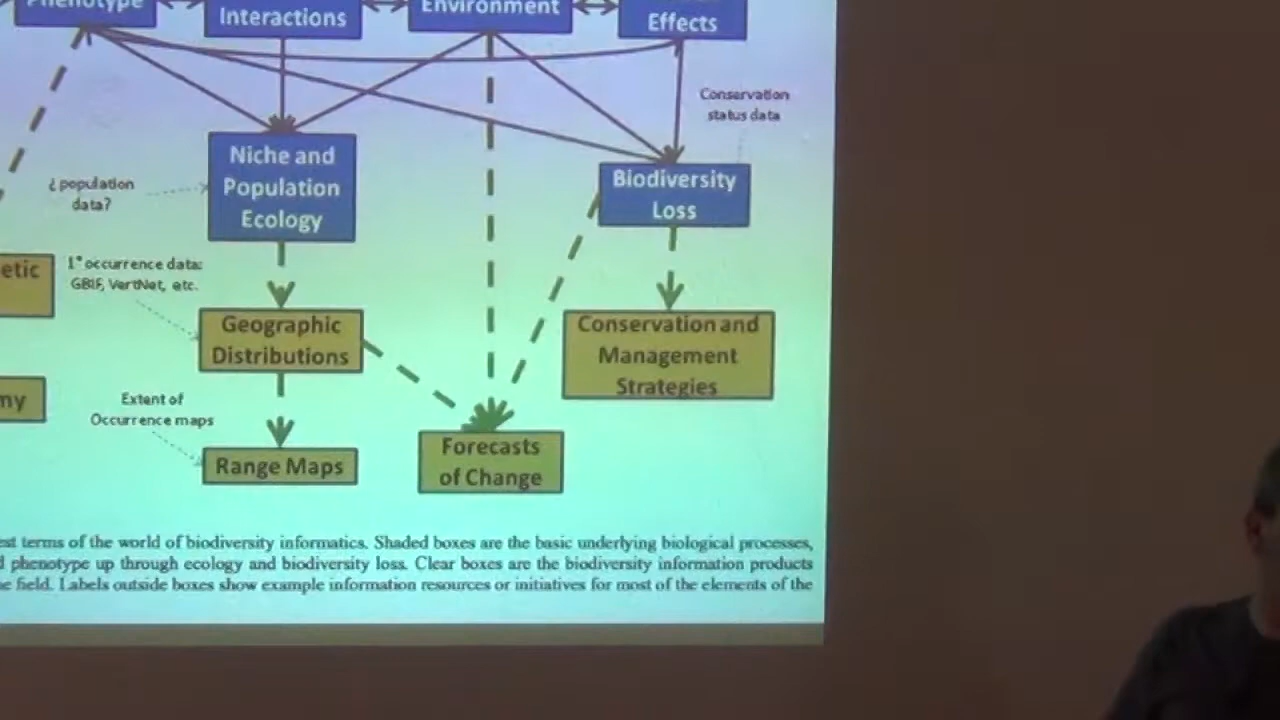 Phenotype
Interactions
Environment
Effects
Conservation
status data
Niche and
Population
Ecology
Biodiversity
Loss
¿population
data?
etic
1° occurrence data:
GBIF, VertNet, etc.
Geographic
Distributions
Conservation and
Management
Strategies
my
Extent of
Occurrence maps
Range Maps
Forecasts
of Change
est terms of the world of biodiversity informatics. Shaded boxes are the basic underlying biological processes,
d phenotype up through ecology and biodiversity loss. Clear boxes are the biodiversity information products
e field. Labels outside boxes show example information resources or initiatives for most of the elements of the